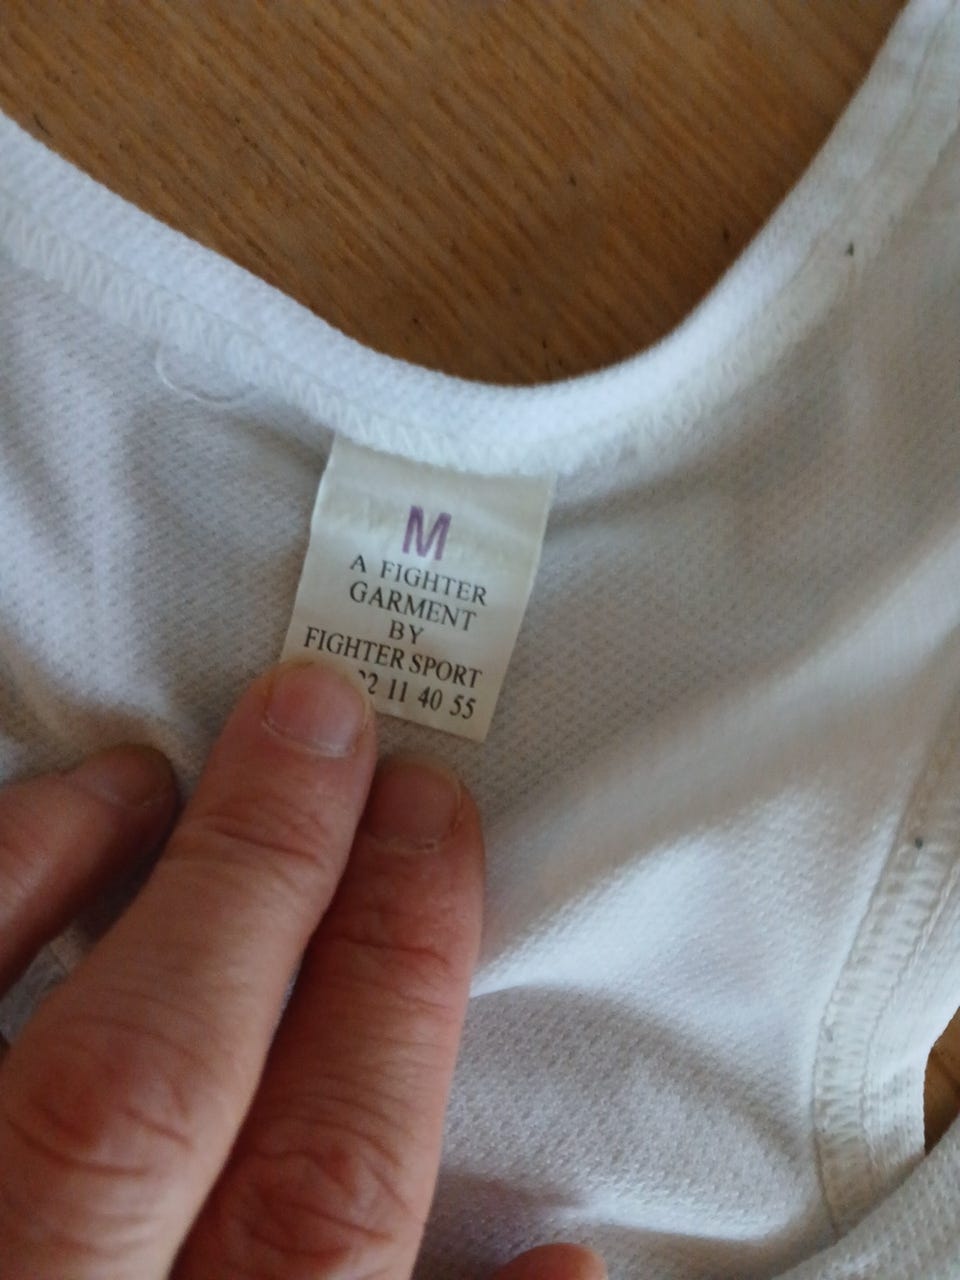 M
A FIGHTER
GARMENT
BY
FIGHTER SPORT
11 40 55